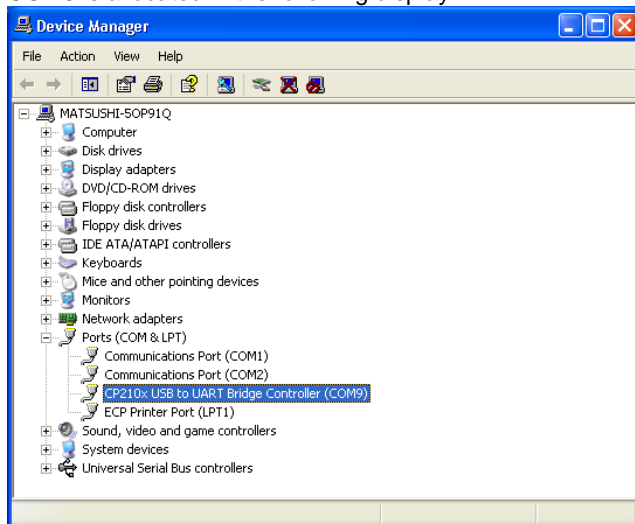 Device Manager
File Action View Help
MATSUSHI-5OP91Q
Computer
Disk drives
Display adapters
DVD/CD-ROM drives
Floppy disk controllers
Floppy disk drives
IDE ATA/ATAPI controllers
Keyboards
Mice and other pointing devices
Monitors
Network adapters
Ports (COM & LPT)
Communications Port (COM1)
Communications Port (COM2)
CP210x USB to UART Bridge Controller (COM9)
ECP Printer Port (LPT1)
Sound, video and game controllers
System devices
Universal Serial Bus controllers